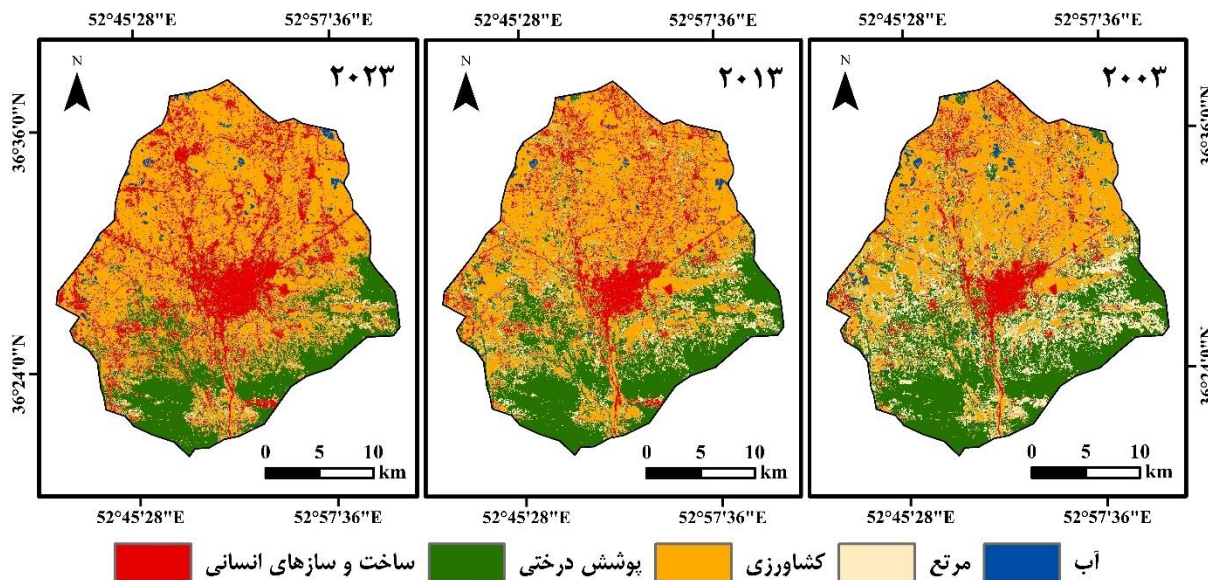 52°45'28"E 52°57'36"E 52°45'28"E 52°57'36"E 52°45'28"E 52°57'36"E
N ۲۰۲۳ N ۲۰۱۳ N ۲۰۰۳
36°36'0"N 36°36'0"N
36°24'0"N 36°24'0"N
0 5 10 0 5 10 0 5 10
km km km
52°45'28"E 52°57'36"E 52°45'28"E 52°57'36"E 52°45'28"E 52°57'36"E
آب مرتع کشاورزی پوشش درختی ساخت و سازهای انسانی